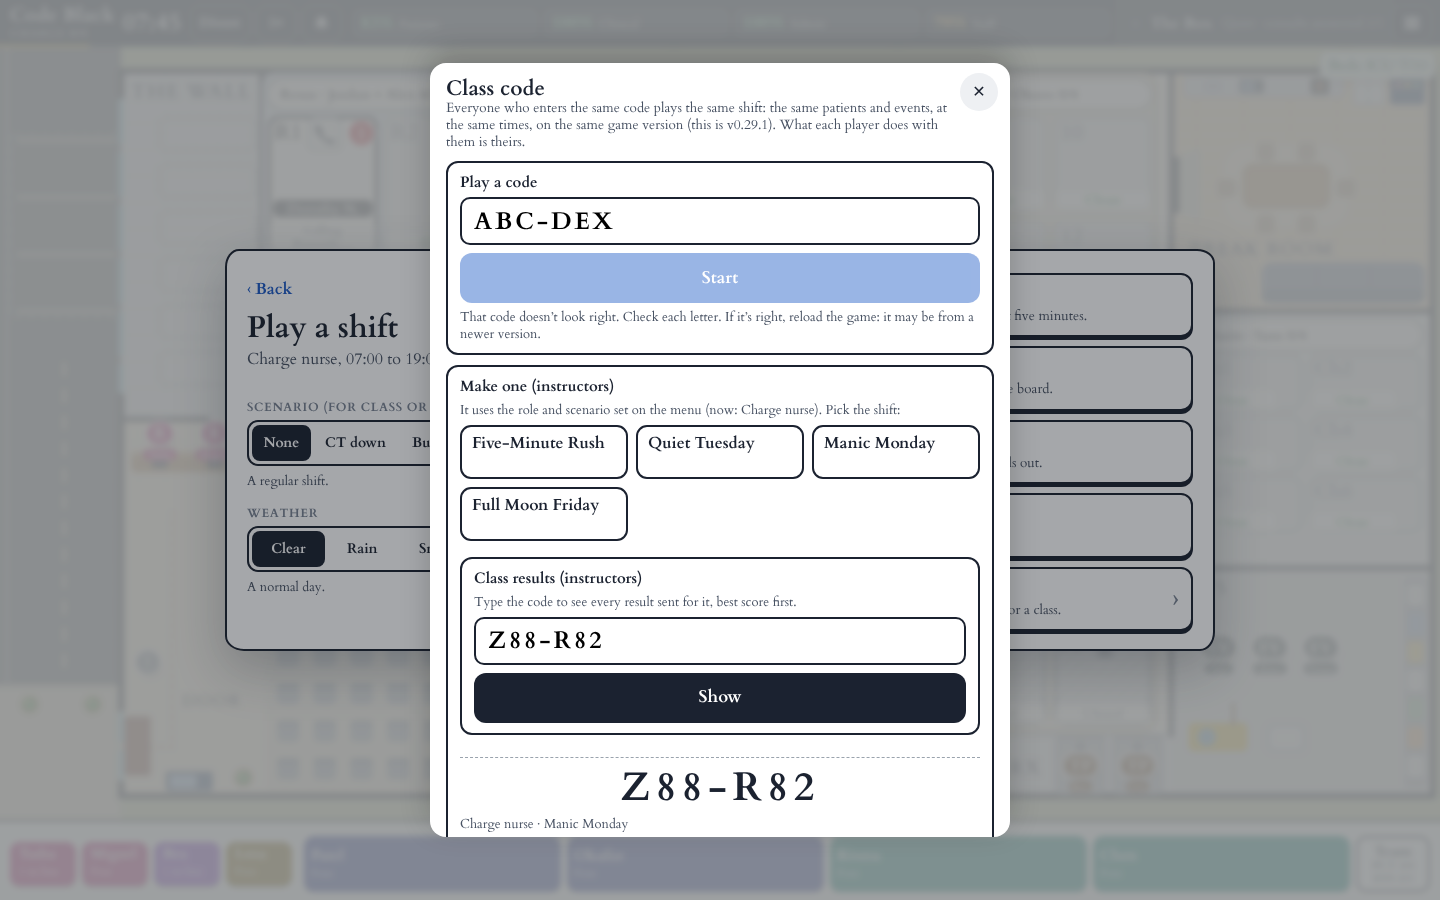 Class code
Everyone who enters the same code plays the same shift: the same patients and events, at
the same times, on the same game version (this is v0.29.1). What each player does with
them is theirs.
×
Play a code
ABC-DEX
Start
That code doesn't look right. Check each letter. If it's right, reload the game: it may be from a
newer version.
Make one (instructors)
It uses the role and scenario set on the menu (now: Charge nurse). Pick the shift:
Five-Minute Rush
Quiet Tuesday
Manic Monday
Full Moon Friday
Class results (instructors)
Type the code to see every result sent for it, best score first.
Z88-R82
Show
Z88-R82
Charge nurse · Manic Monday
‹ Back
Play a shift
Charge nurse, 07:00 to 19:0
SCENARIO (FOR CLASS OR
None
CT down
Bu
A regular shift.
WEATHER
Clear
Rain
A normal day.
five minutes.
board.
out.
or a class.
›
07:45
THE WALL